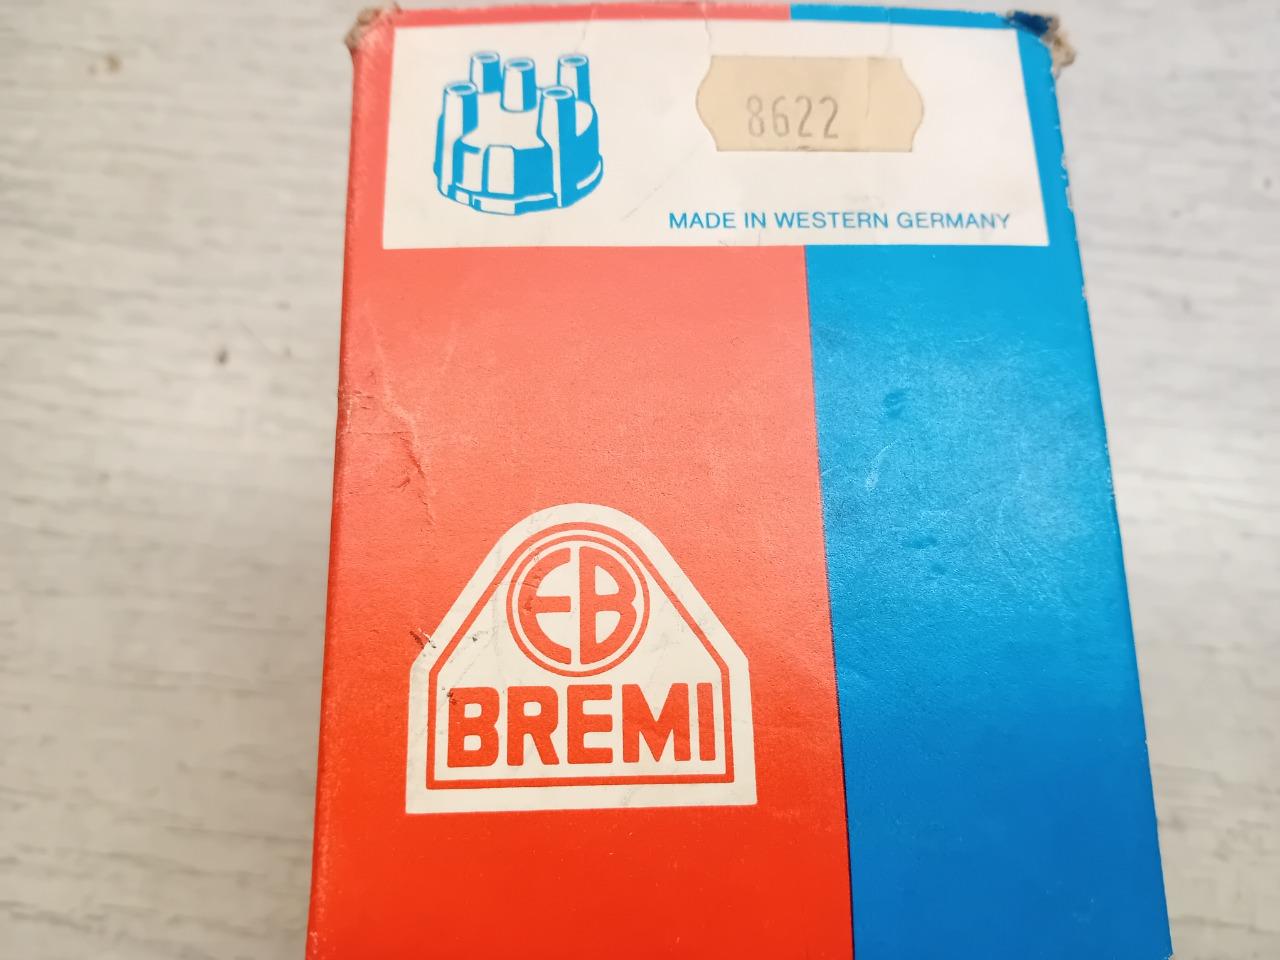 8622
MADE IN WESTERN GERMANY
EB
BREMI